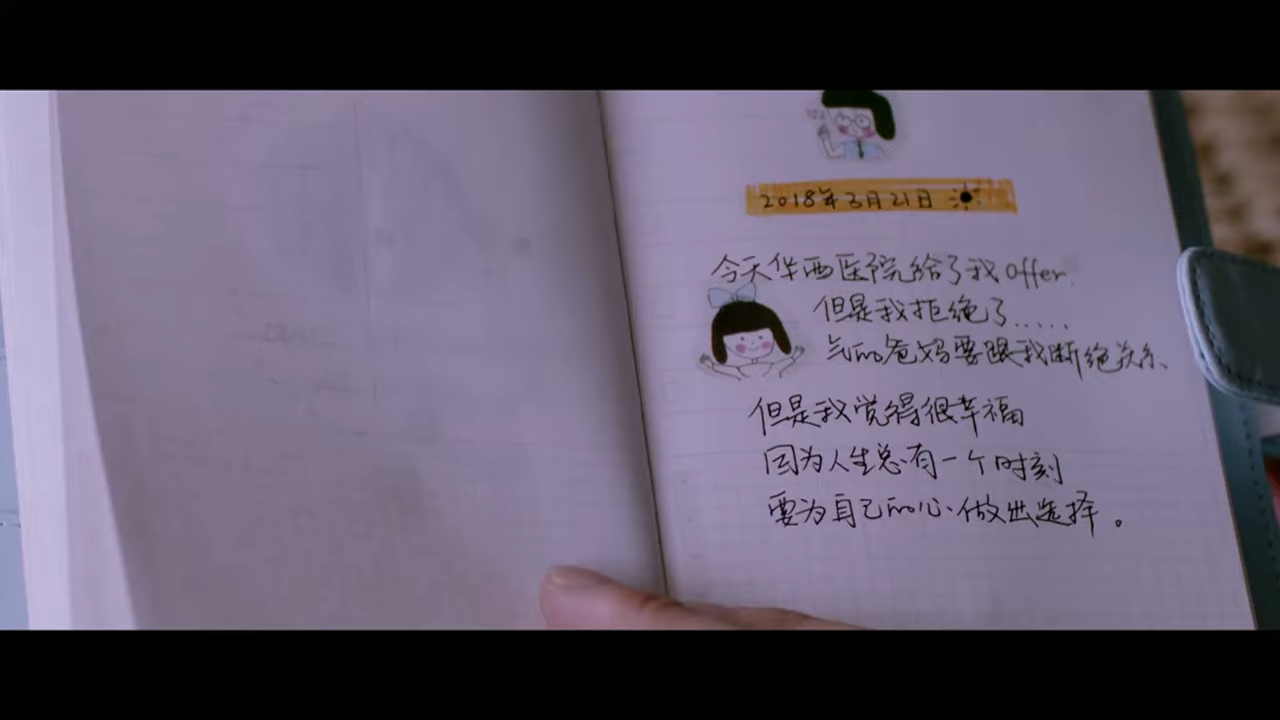 2018年3月21日
今天华西医院给了我offer.
但是我拒绝了.....
气的爸妈要跟我断绝关系、
但是我觉得很幸福
因为人生总有一个时刻
要为自己的心做出选择。